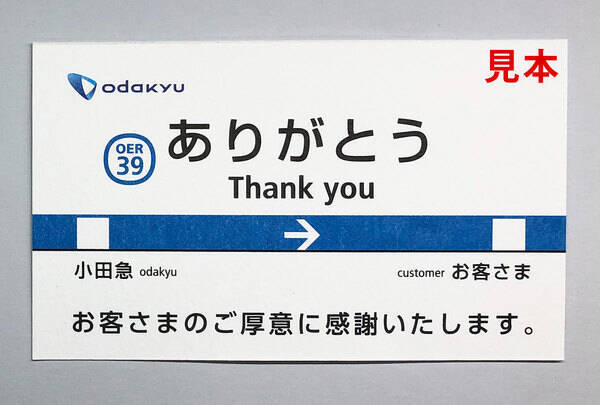 odakyu
見本
OER
39
ありがとう
Thank you
小田急 odakyu
customer お客さま
お客さまのご厚意に感謝いたします。